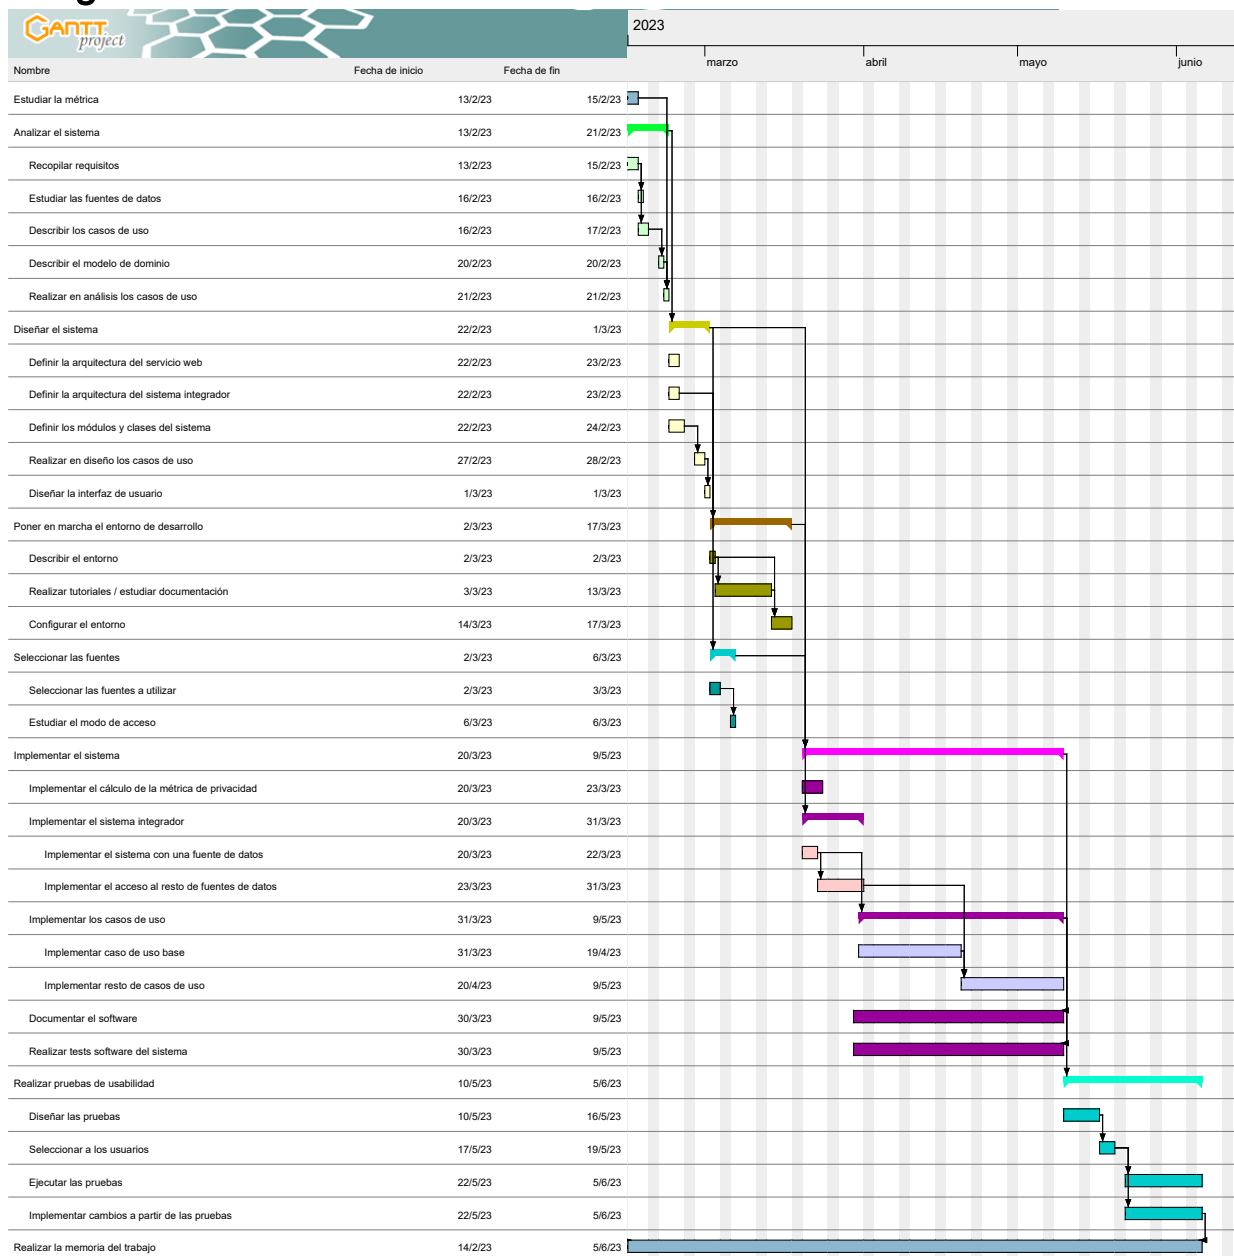 GANTT
project
2023
marzo abril mayo junio
Nombre Fecha de inicio Fecha de fin
Estudiar la métrica 13/2/23 15/2/23
Analizar el sistema 13/2/23 21/2/23
Recopilar requisitos 13/2/23 15/2/23
Estudiar las fuentes de datos 16/2/23 16/2/23
Describir los casos de uso 16/2/23 17/2/23
Describir el modelo de dominio 20/2/23 20/2/23
Realizar en análisis los casos de uso 21/2/23 21/2/23
Diseñar el sistema 22/2/23 1/3/23
Definir la arquitectura del servicio web 22/2/23 23/2/23
Definir la arquitectura del sistema integrador 22/2/23 23/2/23
Definir los módulos y clases del sistema 22/2/23 24/2/23
Realizar en diseño los casos de uso 27/2/23 28/2/23
Diseñar la interfaz de usuario 1/3/23 1/3/23
Poner en marcha el entorno de desarrollo 2/3/23 17/3/23
Describir el entorno 2/3/23 2/3/23
Realizar tutoriales / estudiar documentación 3/3/23 13/3/23
Configurar el entorno 14/3/23 17/3/23
Seleccionar las fuentes 2/3/23 6/3/23
Seleccionar las fuentes a utilizar 2/3/23 3/3/23
Estudiar el modo de acceso 6/3/23 6/3/23
Implementar el sistema 20/3/23 9/5/23
Implementar el cálculo de la métrica de privacidad 20/3/23 23/3/23
Implementar el sistema integrador 20/3/23 31/3/23
Implementar el sistema con una fuente de datos 20/3/23 22/3/23
Implementar el acceso al resto de fuentes de datos 23/3/23 31/3/23
Implementar los casos de uso 31/3/23 9/5/23
Implementar caso de uso base 31/3/23 19/4/23
Implementar resto de casos de uso 20/4/23 9/5/23
Documentar el software 30/3/23 9/5/23
Realizar tests software del sistema 30/3/23 9/5/23
Realizar pruebas de usabilidad 10/5/23 5/6/23
Diseñar las pruebas 10/5/23 16/5/23
Seleccionar a los usuarios 17/5/23 19/5/23
Ejecutar las pruebas 22/5/23 5/6/23
Implementar cambios a partir de las pruebas 22/5/23 5/6/23
Realizar la memoria del trabajo 14/2/23 5/6/23